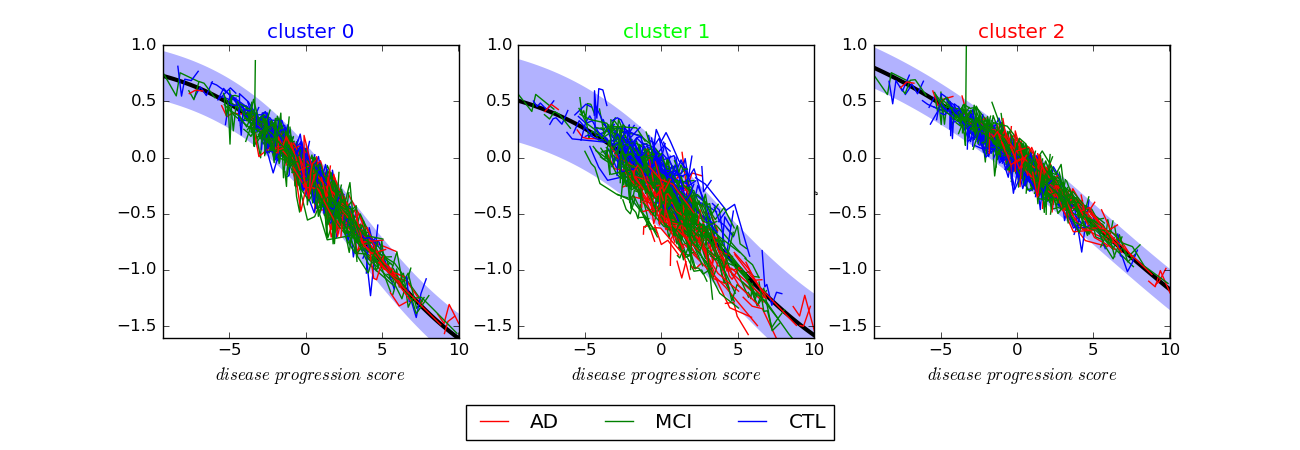 cluster 0 cluster 1 cluster 2
1.0 1.0 1.0
0.5 0.5 0.5
0.0 0.0 0.0
−0.5 −0.5 −0.5
−1.0 −1.0 −1.0
−1.5 −1.5 −1.5
−5 0 5 10 −5 0 5 10 −5 0 5 10
disease progression score disease progression score disease progression score
AD MCI CTL